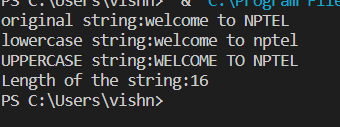 PS C:\Users\vishn>  & 'C:\Program File
original string:welcome to NPTEL
lowercase string:welcome to nptel
UPPERCASE string:WELCOME TO NPTEL
Length of the string:16
PS C:\Users\vishn>